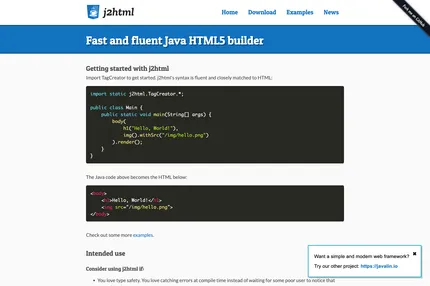 j2html
Home
Download
Examples
News
Fork me on GitHub
Fast and fluent Java HTML5 builder
Getting started with j2html
Import TagCreator to get started. j2html's syntax is fluent and closely matched to HTML:
import static j2html.TagCreator.*;
public class Main {
public static void main(String[] args) {
body(
h1("Hello, World!"),
img().withSrc("/img/hello.png")
).render();
}
}
The Java code above becomes the HTML below:
<body>
<h1>Hello, World!</h1>
<img src="/img/hello.png">
</body>
Check out some more examples.
Intended use
Consider using j2html if:
• You love type safety. You love catching errors at compile time instead of waiting for some poor user to notice that
Want a simple and modern web framework?
Try our other project: https://javalin.io